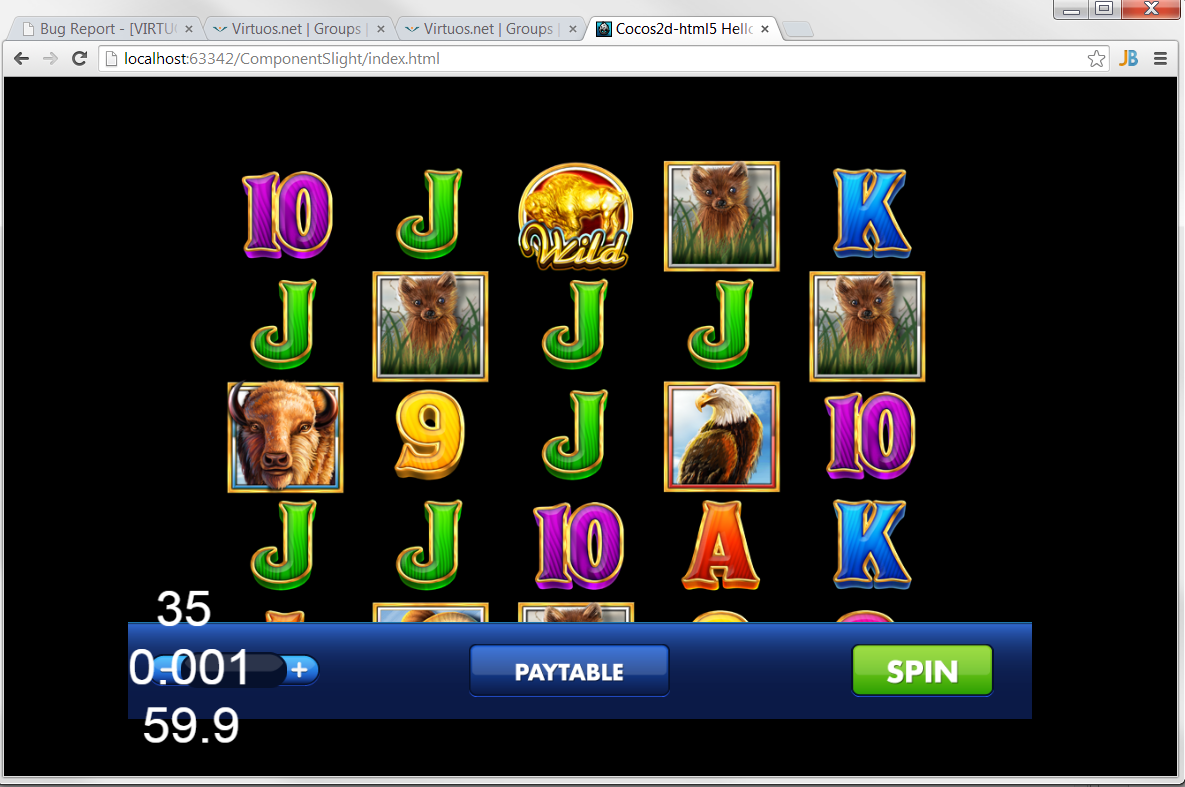 Bug Report - [VIRTU
Virtuos.net | Groups |
Virtuos.net | Groups |
Cocos2d-html5 Hello
localhost:63342/ComponentSlight/index.html
JB
10 J Wild K
J J J
9 J 10
J J 10 A K
35
0.001 +
PAYTABLE
SPIN
59.9